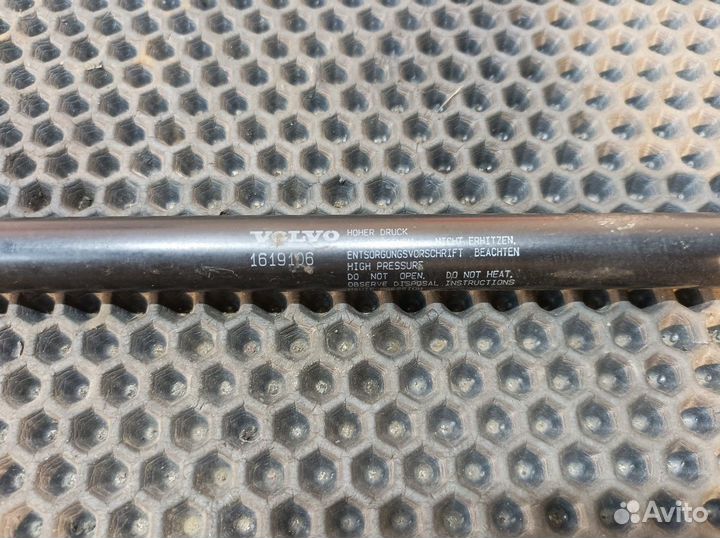 VOLVO
1619106
HOHER DRUCK
NICHT ERHITZEN.
ENTSORGUNGSVORSCHRIFT BEACHTEN
HIGH PRESSURE
DO NOT OPEN. DO NOT HEAT.
OBSERVE DISPOSAL INSTRUCTIONS
Avito